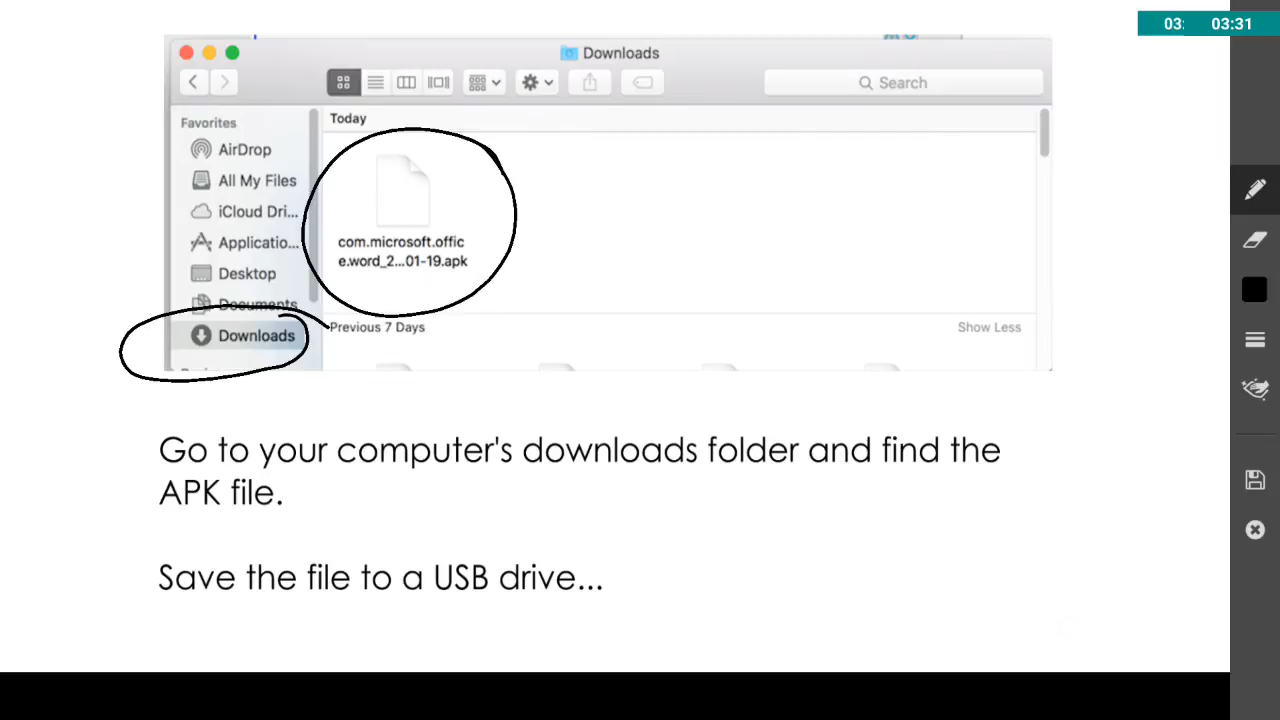 03: 03:31
Downloads
Search
Favorites
Today
AirDrop
All My Files
iCloud Dri...
com.microsoft.offic
e.word_2...01-19.apk
Applicatio...
Desktop
Documents
Downloads
Previous 7 Days
Show Less
Go to your computer's downloads folder and find the
APK file.
Save the file to a USB drive...